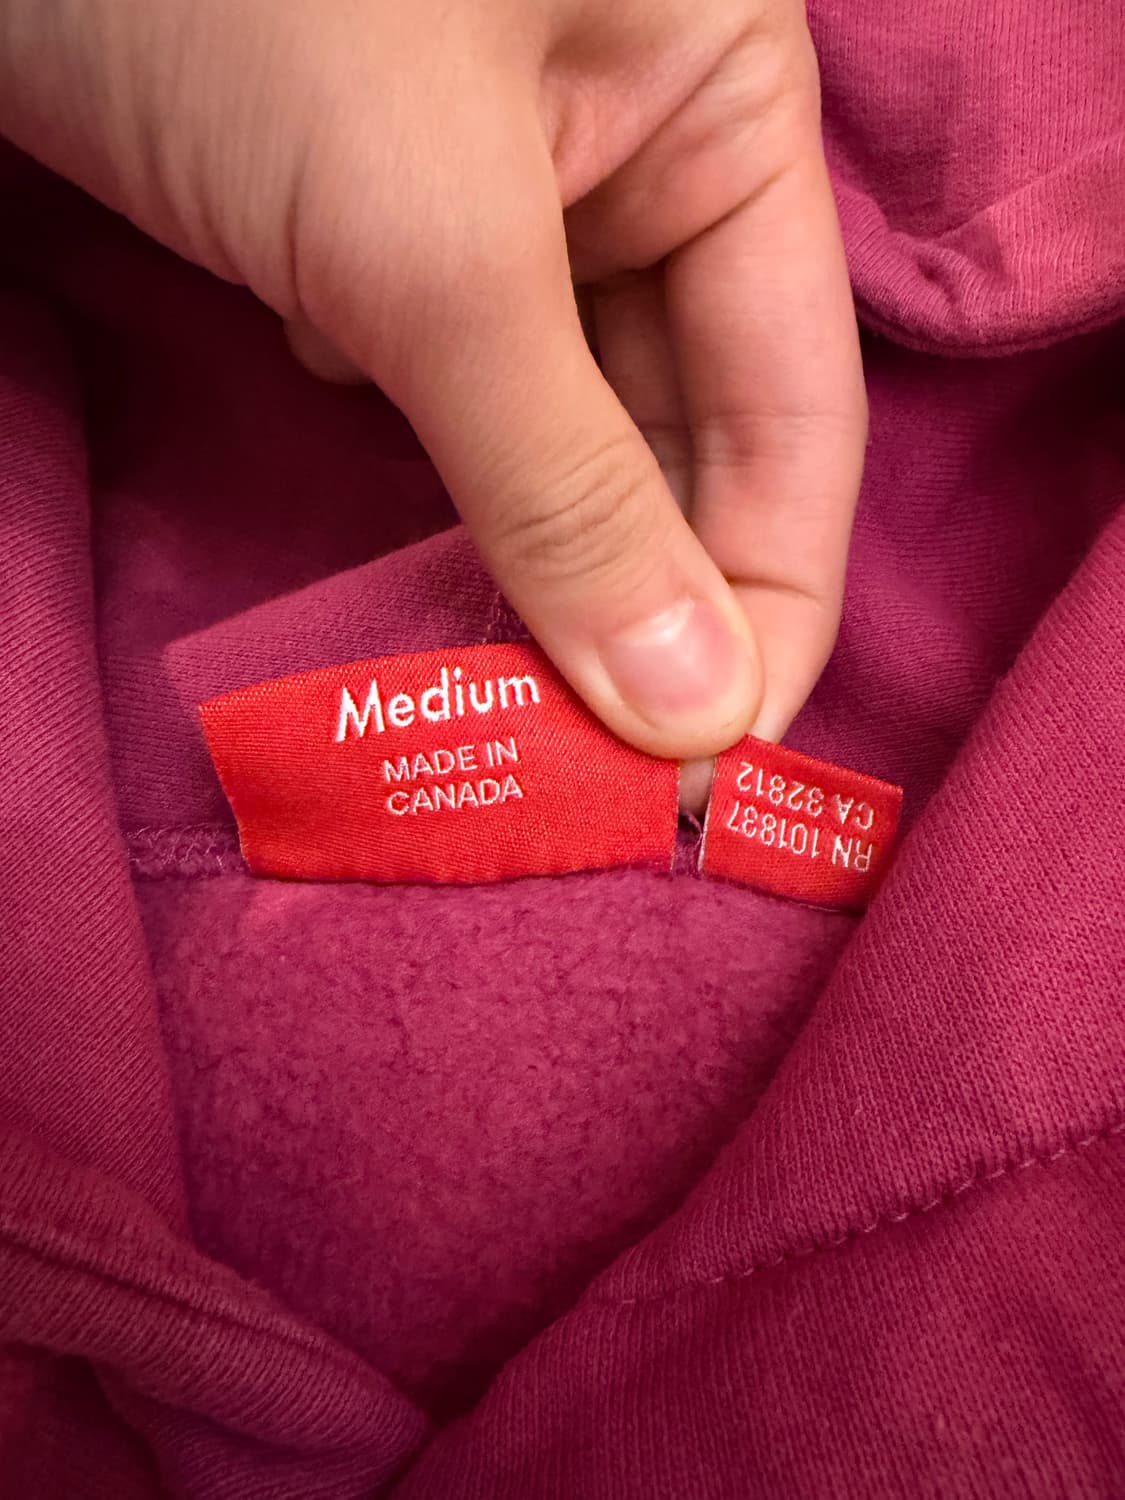 Medium
MADE IN
CANADA
RN 101837
CA 32812